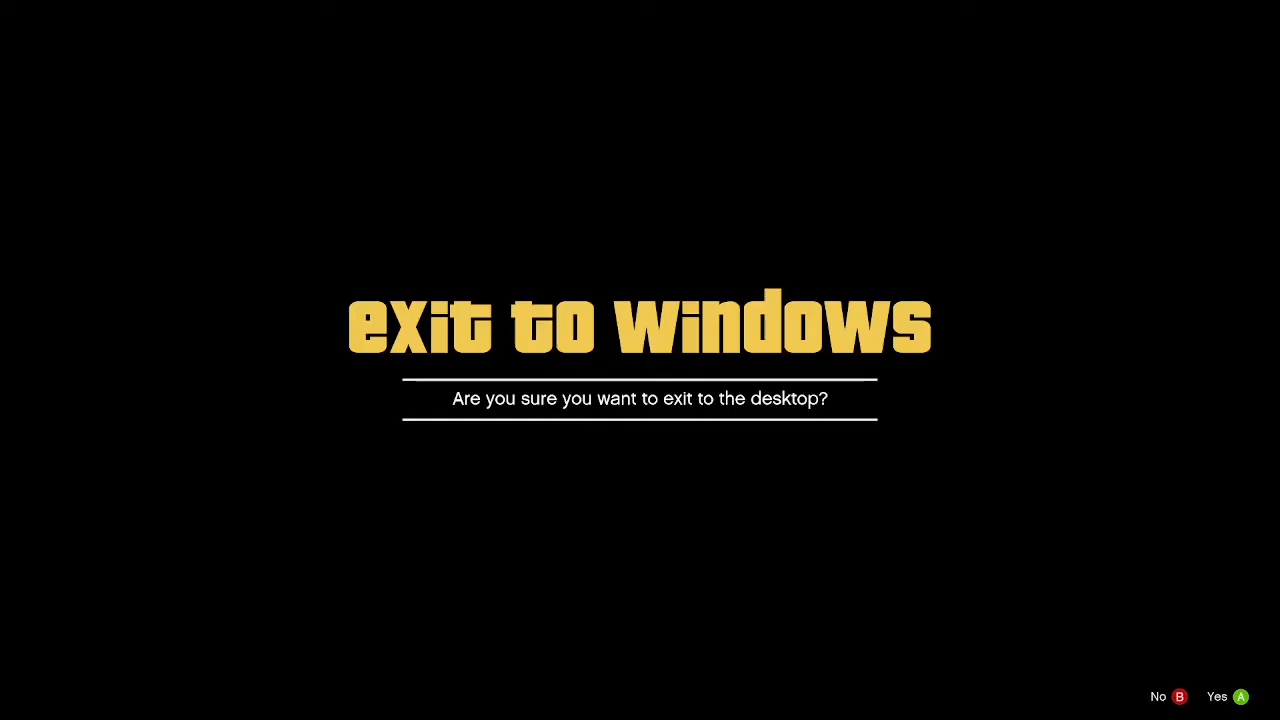 exit to windows
Are you sure you want to exit to the desktop?
No B Yes A